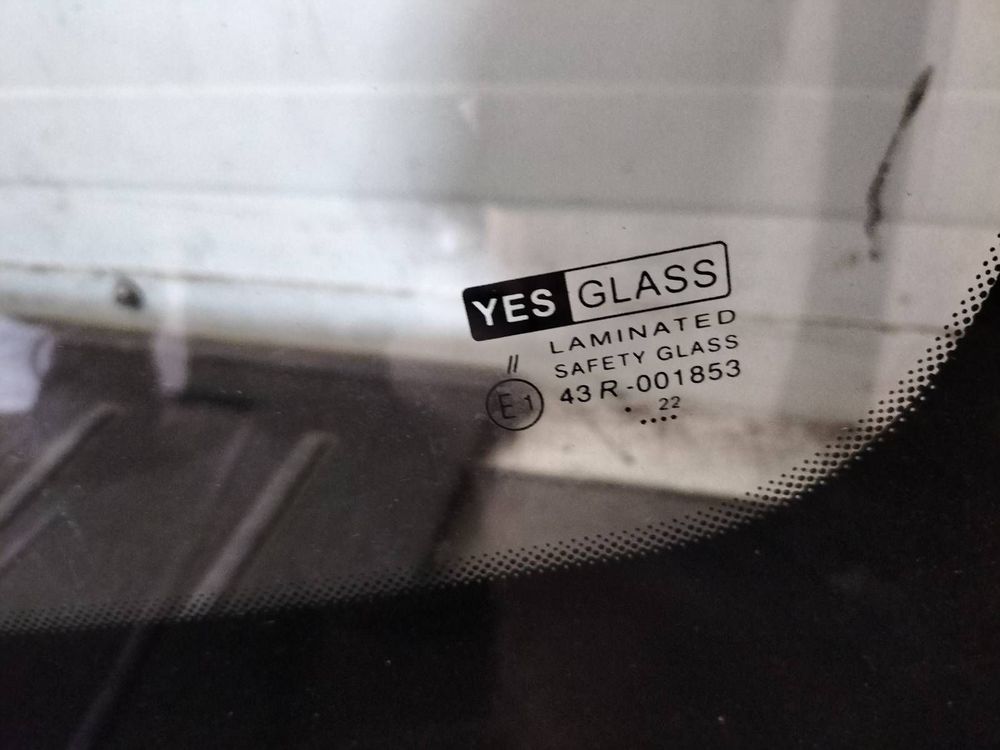 YES GLASS
LAMINATED
SAFETY GLASS
II
E1 43 R-001853
. .... 22